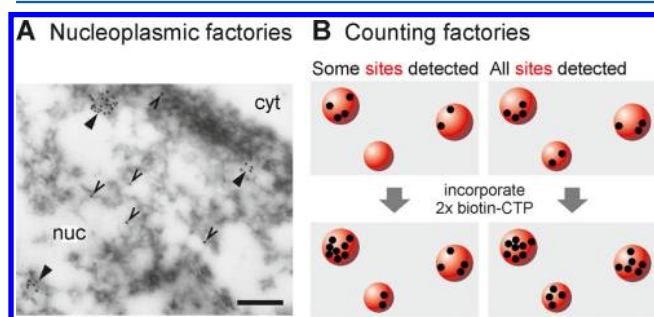 A Nucleoplasmic factories
cyt
nuc
B Counting factories
Some sites detected
All sites detected
incorporate
2x biotin-CTP